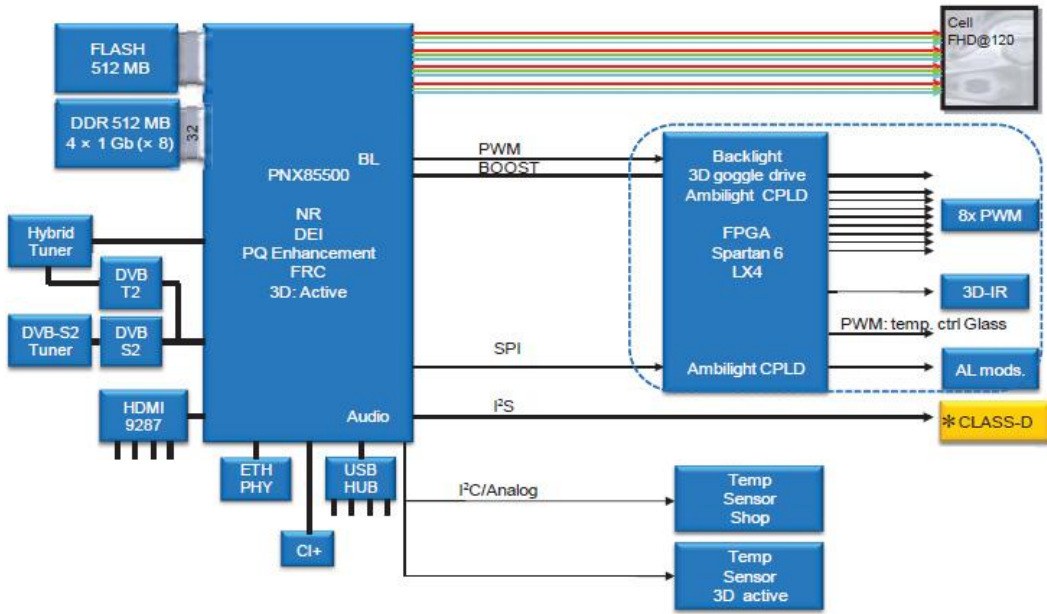 FLASH
512 MB
DDR 512 MB
4 × 1 Gb (× 8)
32
Hybrid
Tuner
DVB
T2
DVB-S2
Tuner
DVB
S2
HDMI
9287
BL
PNX85500
NR
DEI
PQ Enhancement
FRC
3D: Active
Audio
ETH
PHY
USB
HUB
CI+
Cell
FHD@120
PWM
BOOST
SPI
I²S
I²C/Analog
Backlight
3D goggle drive
Ambilight CPLD
FPGA
Spartan 6
LX4
Ambilight CPLD
8x PWM
3D-IR
PWM: temp. ctrl Glass
AL mods.
* CLASS-D
Temp
Sensor
Shop
Temp
Sensor
3D active